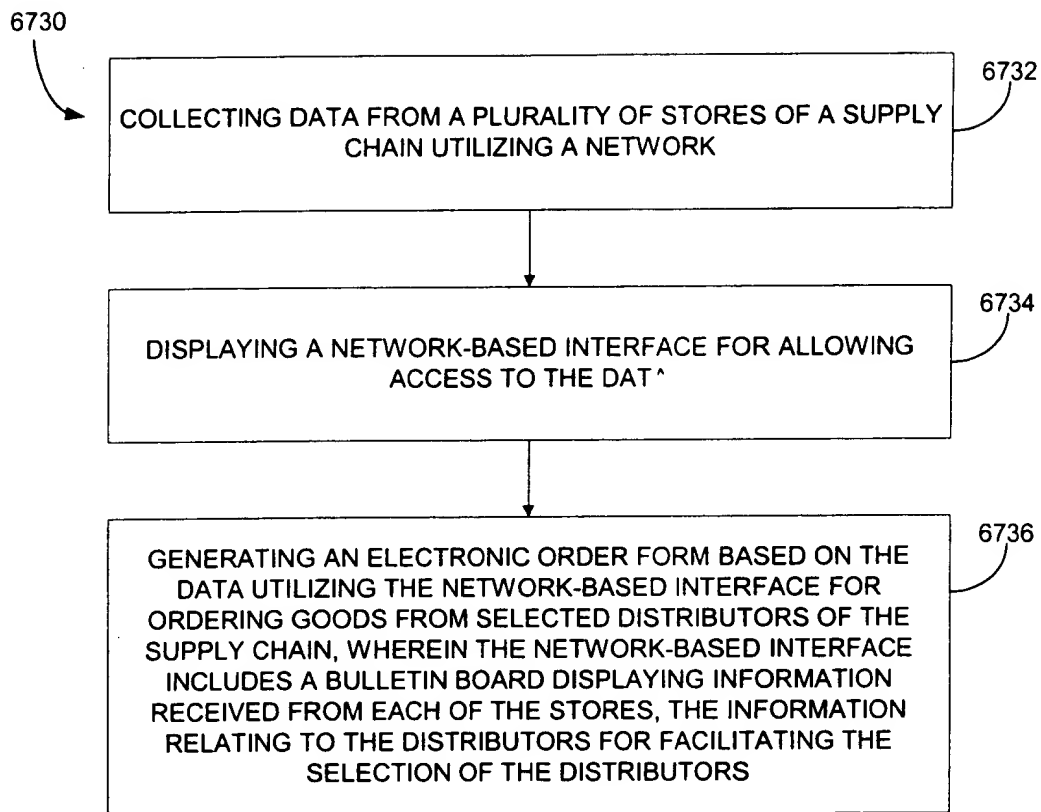 6730
6732
COLLECTING DATA FROM A PLURALITY OF STORES OF A SUPPLY
CHAIN UTILIZING A NETWORK
6734
DISPLAYING A NETWORK-BASED INTERFACE FOR ALLOWING
ACCESS TO THE DAT^
6736
GENERATING AN ELECTRONIC ORDER FORM BASED ON THE
DATA UTILIZING THE NETWORK-BASED INTERFACE FOR
ORDERING GOODS FROM SELECTED DISTRIBUTORS OF
THE SUPPLY CHAIN, WHEREIN THE NETWORK-BASED INTERFACE
INCLUDES A BULLETIN BOARD DISPLAYING INFORMATION
RECEIVED FROM EACH OF THE STORES, THE INFORMATION
RELATING TO THE DISTRIBUTORS FOR FACILITATING THE
SELECTION OF THE DISTRIBUTORS